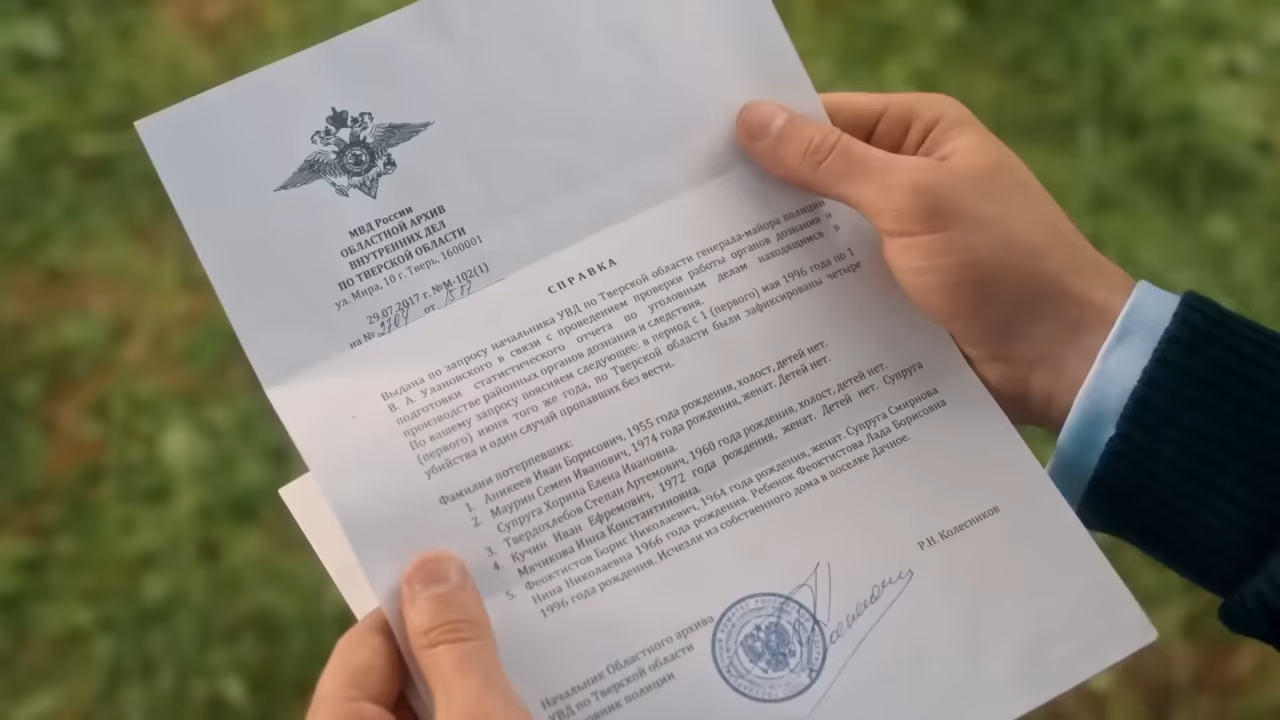 МВД России
ОБЛАСТНОЙ АРХИВ
ВНУТРЕННИХ ДЕЛ
ПО ТВЕРСКОЙ ОБЛАСТИ
ул. Мира, 10 г. Тверь, 1600001
29.07.2017 г. №М-102(1)
на № 2704 от
СПРАВКА
Выдана по запросу начальника УВД по Тверской области генерала-майора полиции
В. А. Улановского в связи с проведением проверки работы органов дознания и
подготовки статистического отчета по уголовным делам находящимся в
производстве районных органов дознания и следствия.
По вашему запросу поясняем следующее: в период с 1 (первого) мая 1996 года по 1
(первого) июня того же года, по Тверской области были зафиксированы четыре
убийства и один случай пропавших без вести.
Фамилии потерпевших:
1. Аникеев Иван Борисович, 1955 года рождения, холост, детей нет.
2. Маурин Семен Иванович, 1974 года рождения, женат. Детей нет.
Супруга Хорина Елена Ивановна.
3. Твердохлебов Степан Артемович, 1960 года рождения, холост, детей нет.
4. Кучин Иван Ефремович, 1972 года рождения, женат. Детей нет. Супруга
Мячикова Инна Константиновна.
5. Феоктистов Борис Николаевич, 1964 года рождения, женат. Супруга Смирнова
Нина Николаевна 1966 года рождения. Ребенок Феоктистова Лада Борисовна
1996 года рождения. Исчезли из собственного дома в поселке Дачное.
Р.Н. Колесников
Начальник Областного архива
УВД по Тверской области
полиции